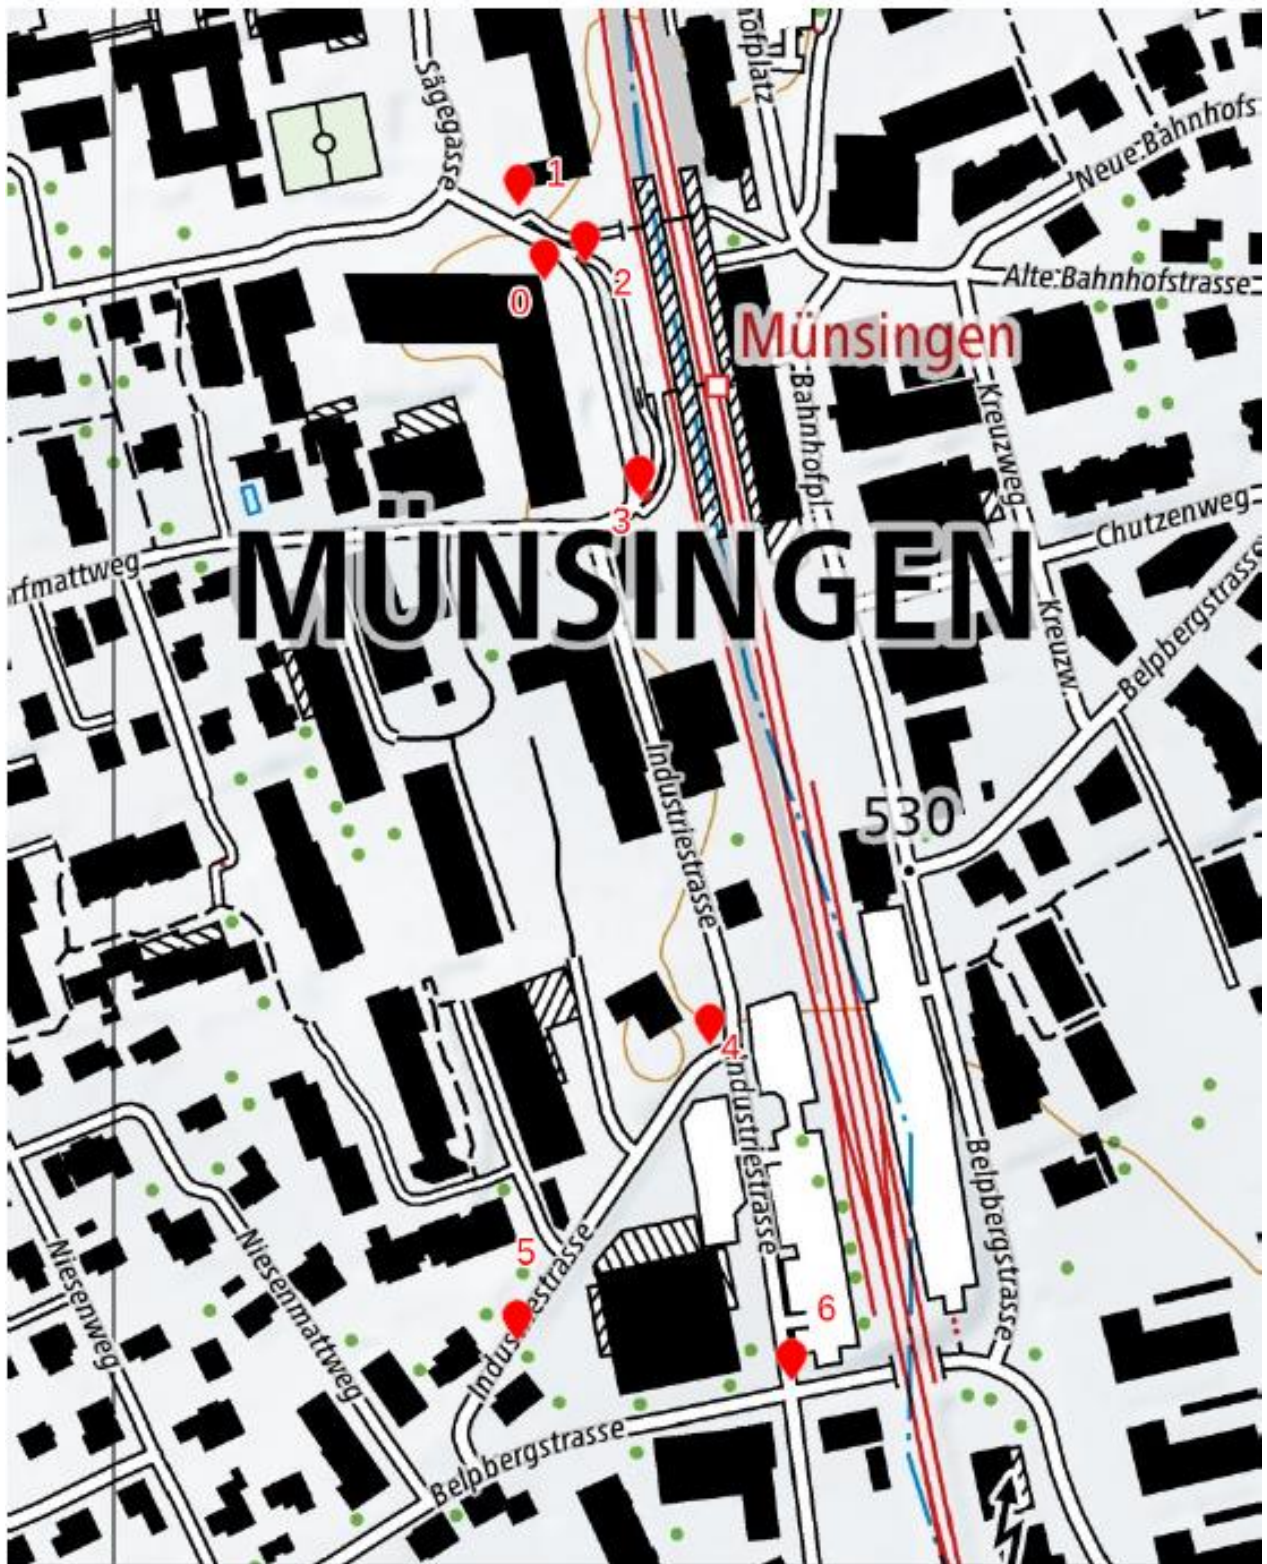 Sägegasse
hofplatz
Neue Bahnhofs
1
Alte Bahnhofstrasse
2
0
Münsingen
Bahnhofpl.
Kreuzweg
3
Chutzenweg
MÜNSINGEN
rfmattweg
Kreuzw.
Belpbergstrasse
Industriestrasse
530
4
Industriestrasse
Belpbergstrasse
5
Industriestrasse
Niesenweg
Niesenmattweg
6
Belpbergstrasse